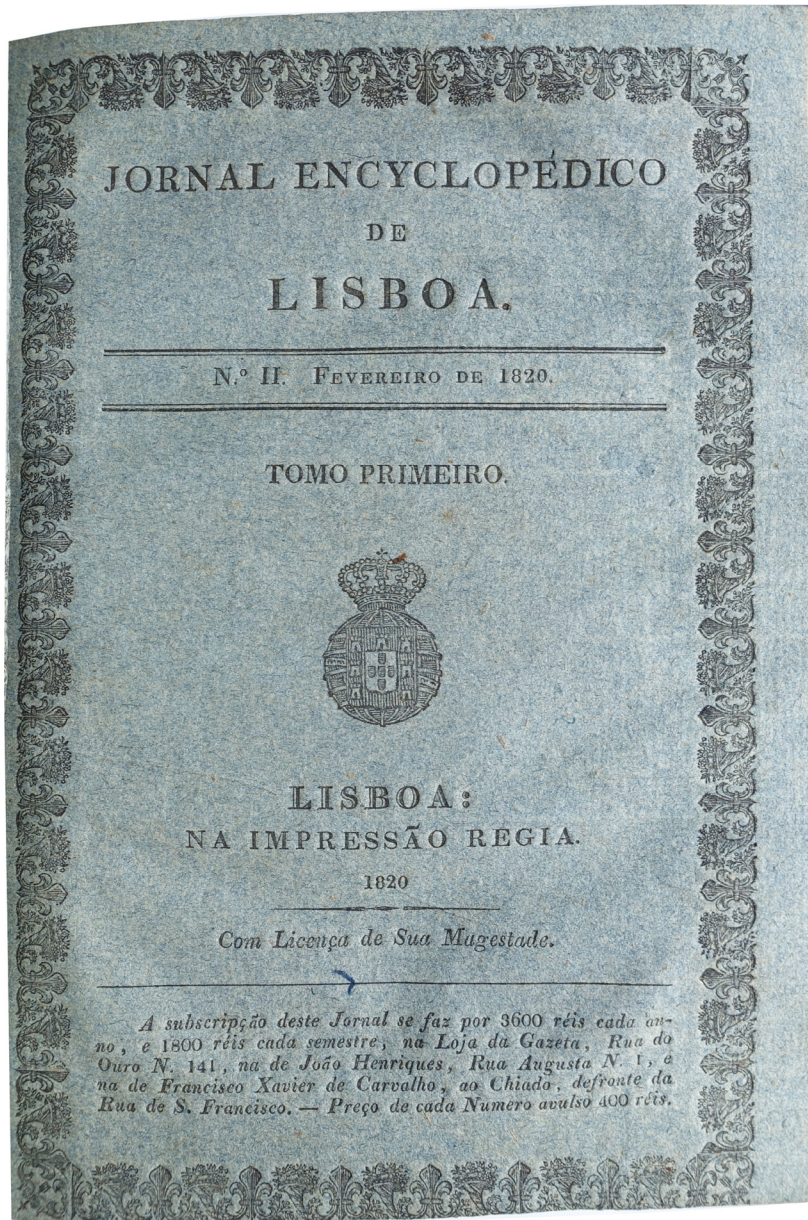 JORNAL ENCYCLOPÉDICO
DE
LISBOA.
N.º II. FEVEREIRO DE 1820.
TOMO PRIMEIRO.
LISBOA:
NA IMPRESSÃO REGIA.
1820
Com Licença de Sua Magestade.
A subscripção deste Jornal se faz por 3600 réis cada an-
no, e 1800 réis cada semestre, na Loja da Gazeta, Rua do
Ouro N. 141, na de João Henriques, Rua Augusta N. 1, e
na de Francisco Xavier de Carvalho, ao Chiado, defronte da
Rua de S. Francisco. — Preço de cada Numero avulso 400 réis.